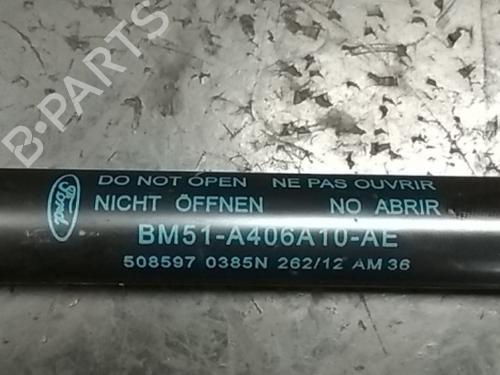 B-PARTS
Ford
DO NOT OPEN NE PAS OUVRIR
NICHT ÖFFNEN NO ABRIR
BM51-A406A10-AE
508597 0385N 262/12 AM 36